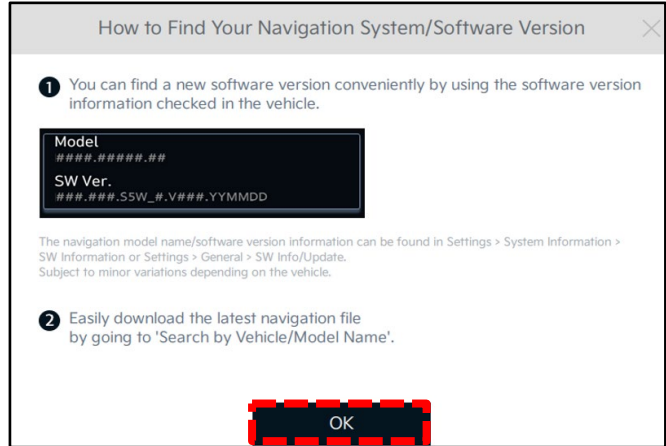 How to Find Your Navigation System/Software Version
1 You can find a new software version conveniently by using the software version
information checked in the vehicle.
Model
####.#####.##
SW Ver.
###.###.S5W_#.V###.YYMMDD
The navigation model name/software version information can be found in Settings > System Information >
SW Information or Settings > General > SW Info/Update.
Subject to minor variations depending on the vehicle.
2 Easily download the latest navigation file
by going to 'Search by Vehicle/Model Name'.
OK